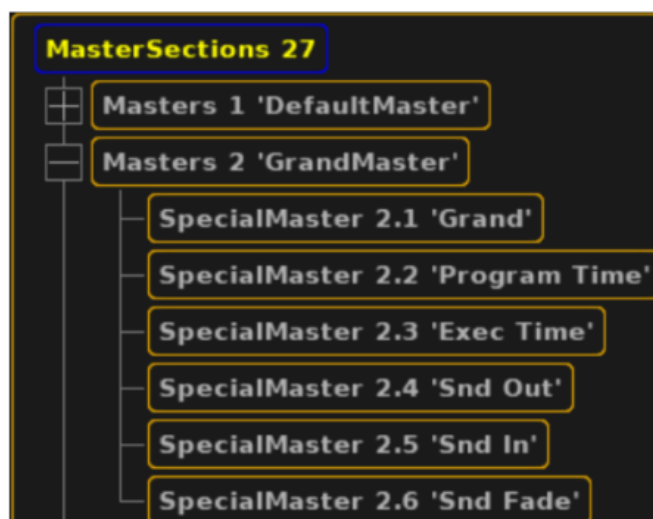 MasterSections 27
Masters 1 'DefaultMaster'
Masters 2 'GrandMaster'
SpecialMaster 2.1 'Grand'
SpecialMaster 2.2 'Program Time'
SpecialMaster 2.3 'Exec Time'
SpecialMaster 2.4 'Snd Out'
SpecialMaster 2.5 'Snd In'
SpecialMaster 2.6 'Snd Fade'